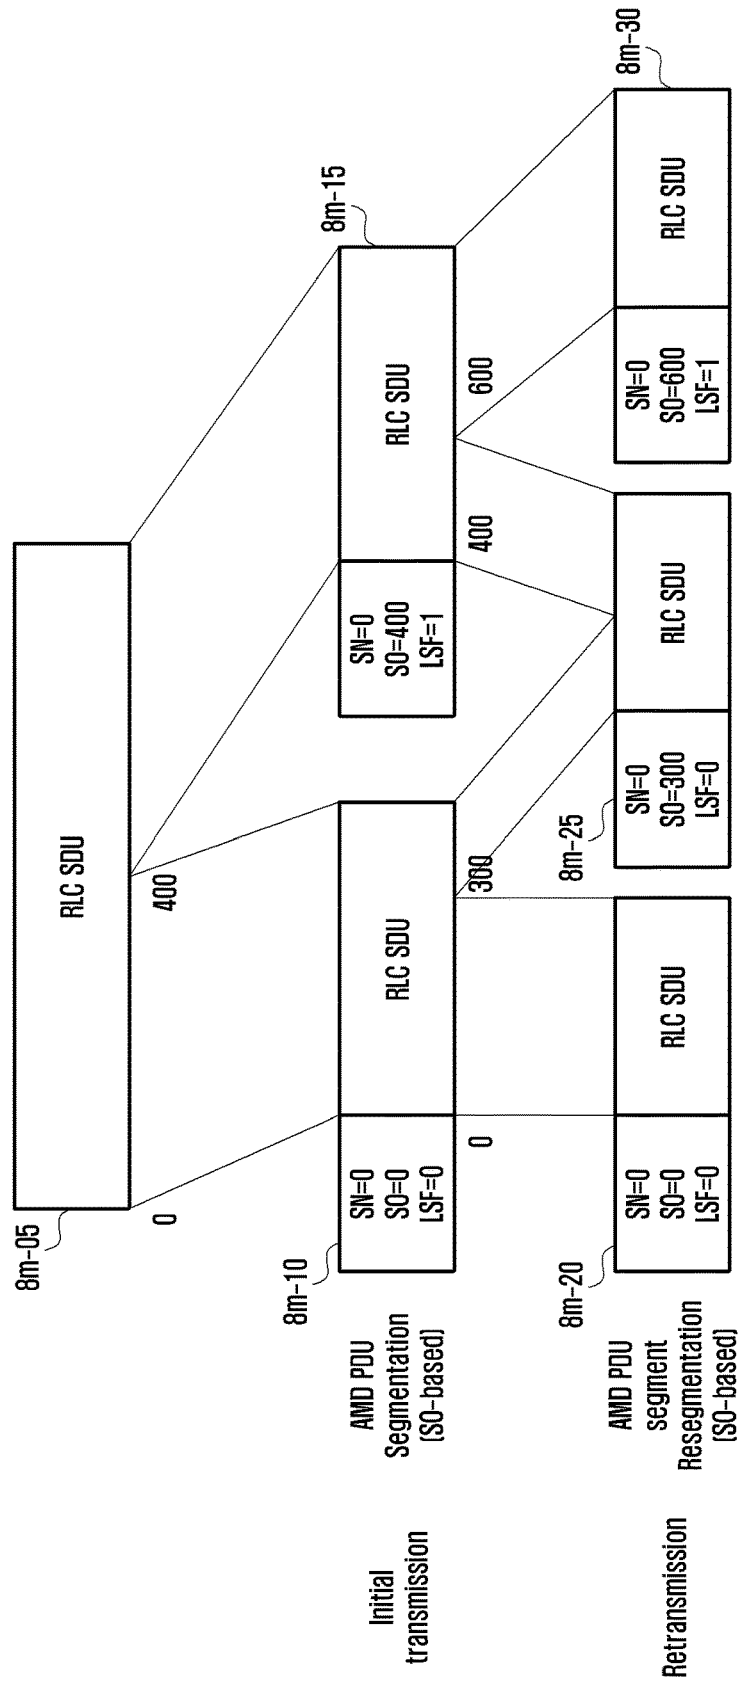 8m-05
RLC SDU
0
400
Initial
transmission
AMD PDU
Segmentation
(SO-based)
8m-10
SN=0
SO=0
LSF=0
RLC SDU
SN=0
SO=400
LSF=1
RLC SDU
8m-15
0
300
400
600
Retransmission
AMD PDU
segment
Resegmentation
(SO-based)
8m-20
SN=0
SO=0
LSF=0
RLC SDU
8m-25
SN=0
SO=300
LSF=0
RLC SDU
SN=0
SO=600
LSF=1
RLC SDU
8m-30